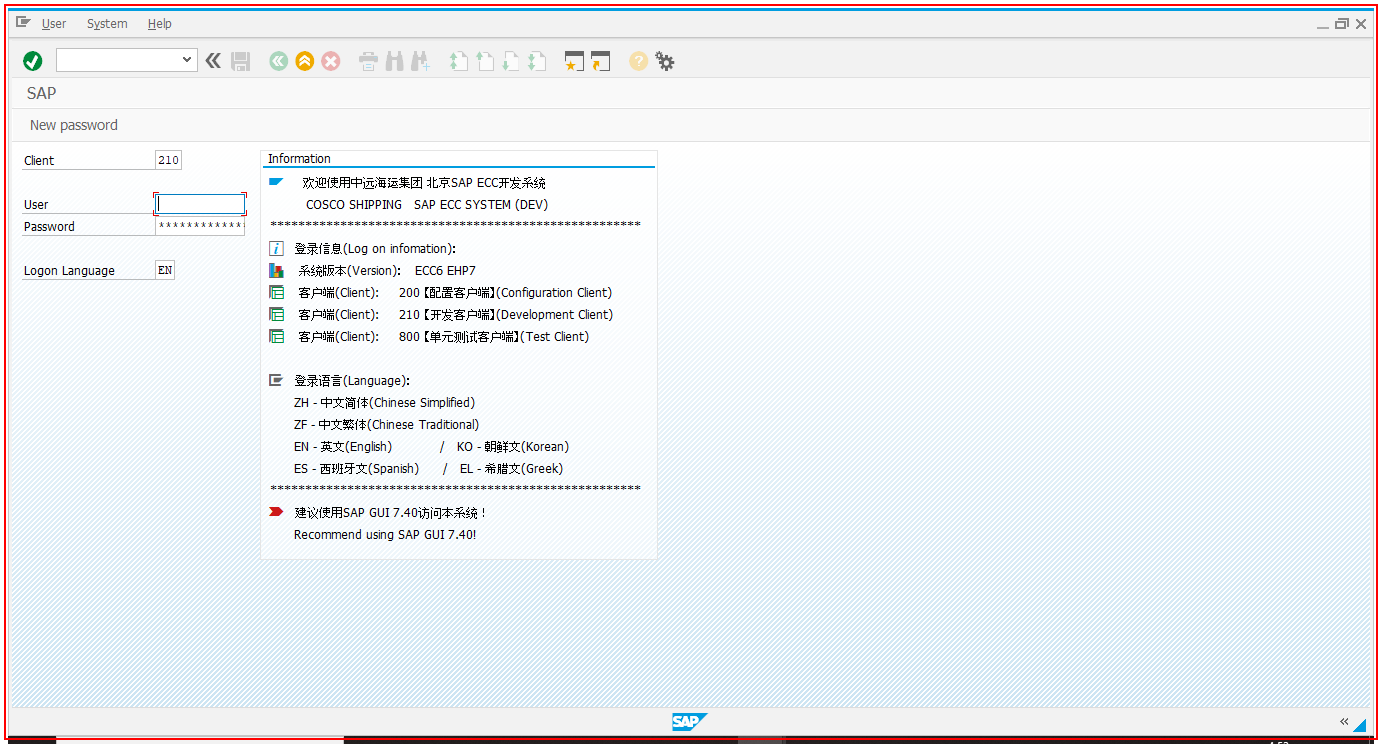 User System Help
SAP
New password
Client 210
User
Password ************
Logon Language EN
Information
欢迎使用中远海运集团 北京SAP ECC开发系统
COSCO SHIPPING SAP ECC SYSTEM (DEV)
*****************************************************
登录信息(Log on infomation):
系统版本(Version): ECC6 EHP7
客户端(Client): 200【配置客户端】(Configuration Client)
客户端(Client): 210【开发客户端】(Development Client)
客户端(Client): 800【单元测试客户端】(Test Client)
登录语言(Language):
ZH - 中文简体(Chinese Simplified)
ZF - 中文繁体(Chinese Traditional)
EN - 英文(English) / KO - 朝鲜文(Korean)
ES - 西班牙文(Spanish) / EL - 希腊文(Greek)
*****************************************************
建议使用SAP GUI 7.40访问本系统！
Recommend using SAP GUI 7.40!
SAP